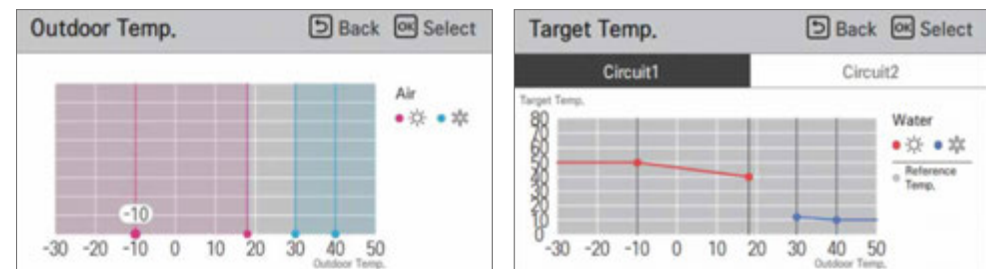 Outdoor Temp. Back OK Select
Air
-10
-30 -20 -10 0 10 20 30 40 50
Outdoor Temp.
Target Temp. Back OK Select
Circuit1 Circuit2
Target Temp.
80
70
60
50
40
30
20
10
0
Water
Reference
Temp.
-30 -20 -10 0 10 20 30 40 50
Outdoor Temp.